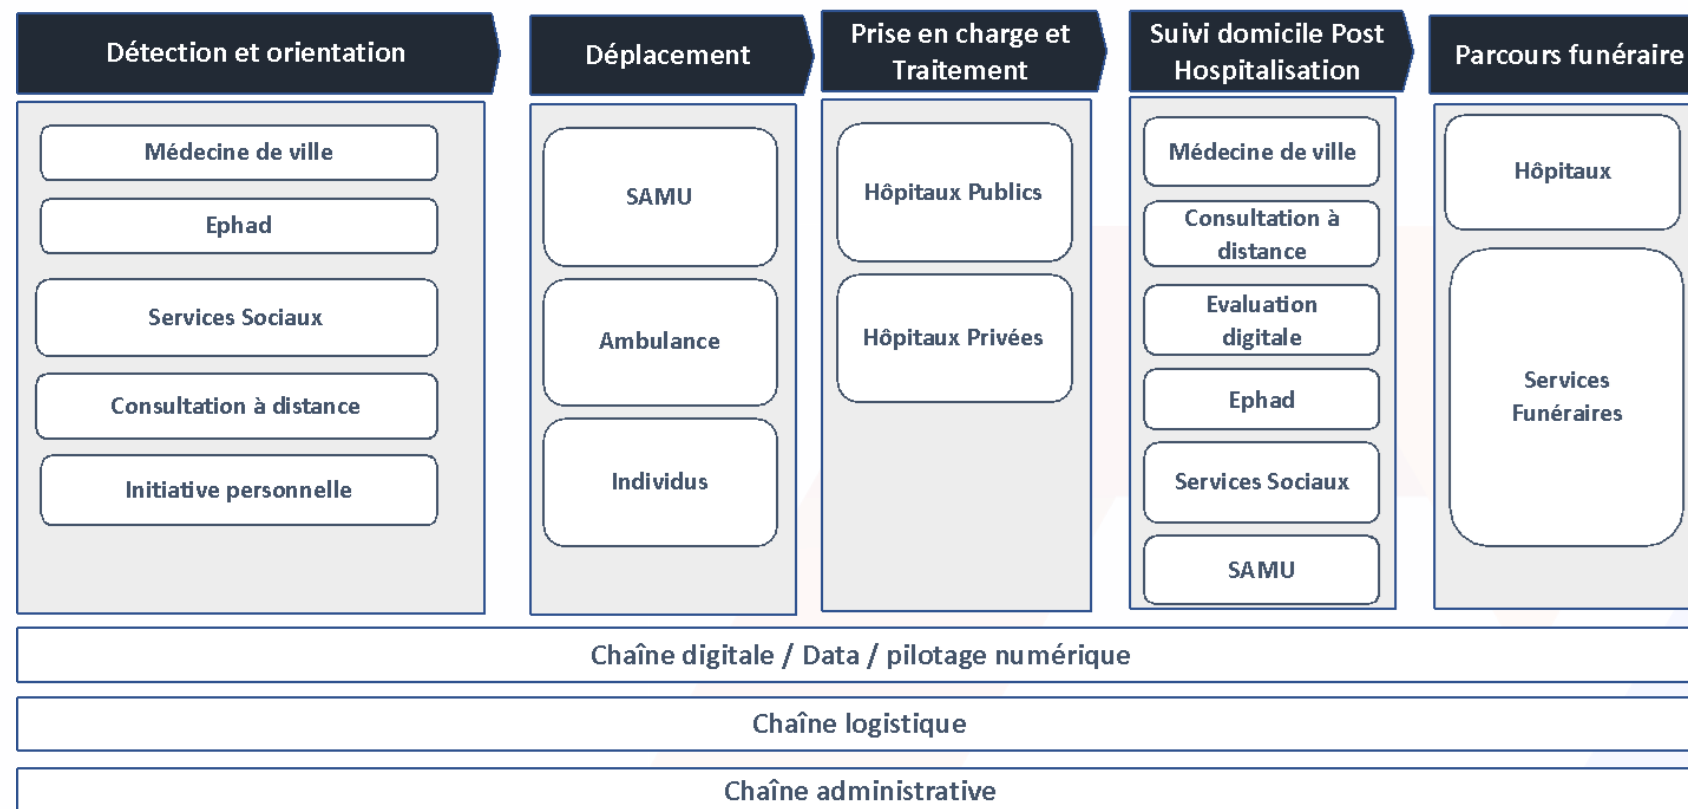 Détection et orientation
Déplacement
Prise en charge et
Traitement
Suivi domicile Post
Hospitalisation
Parcours funéraire
Médecine de ville
Ephad
Services Sociaux
Consultation à distance
Initiative personnelle
SAMU
Ambulance
Individus
Hôpitaux Publics
Hôpitaux Privées
Médecine de ville
Consultation à
distance
Evaluation
digitale
Ephad
Services Sociaux
SAMU
Hôpitaux
Services
Funéraires
Chaîne digitale / Data / pilotage numérique
Chaîne logistique
Chaîne administrative